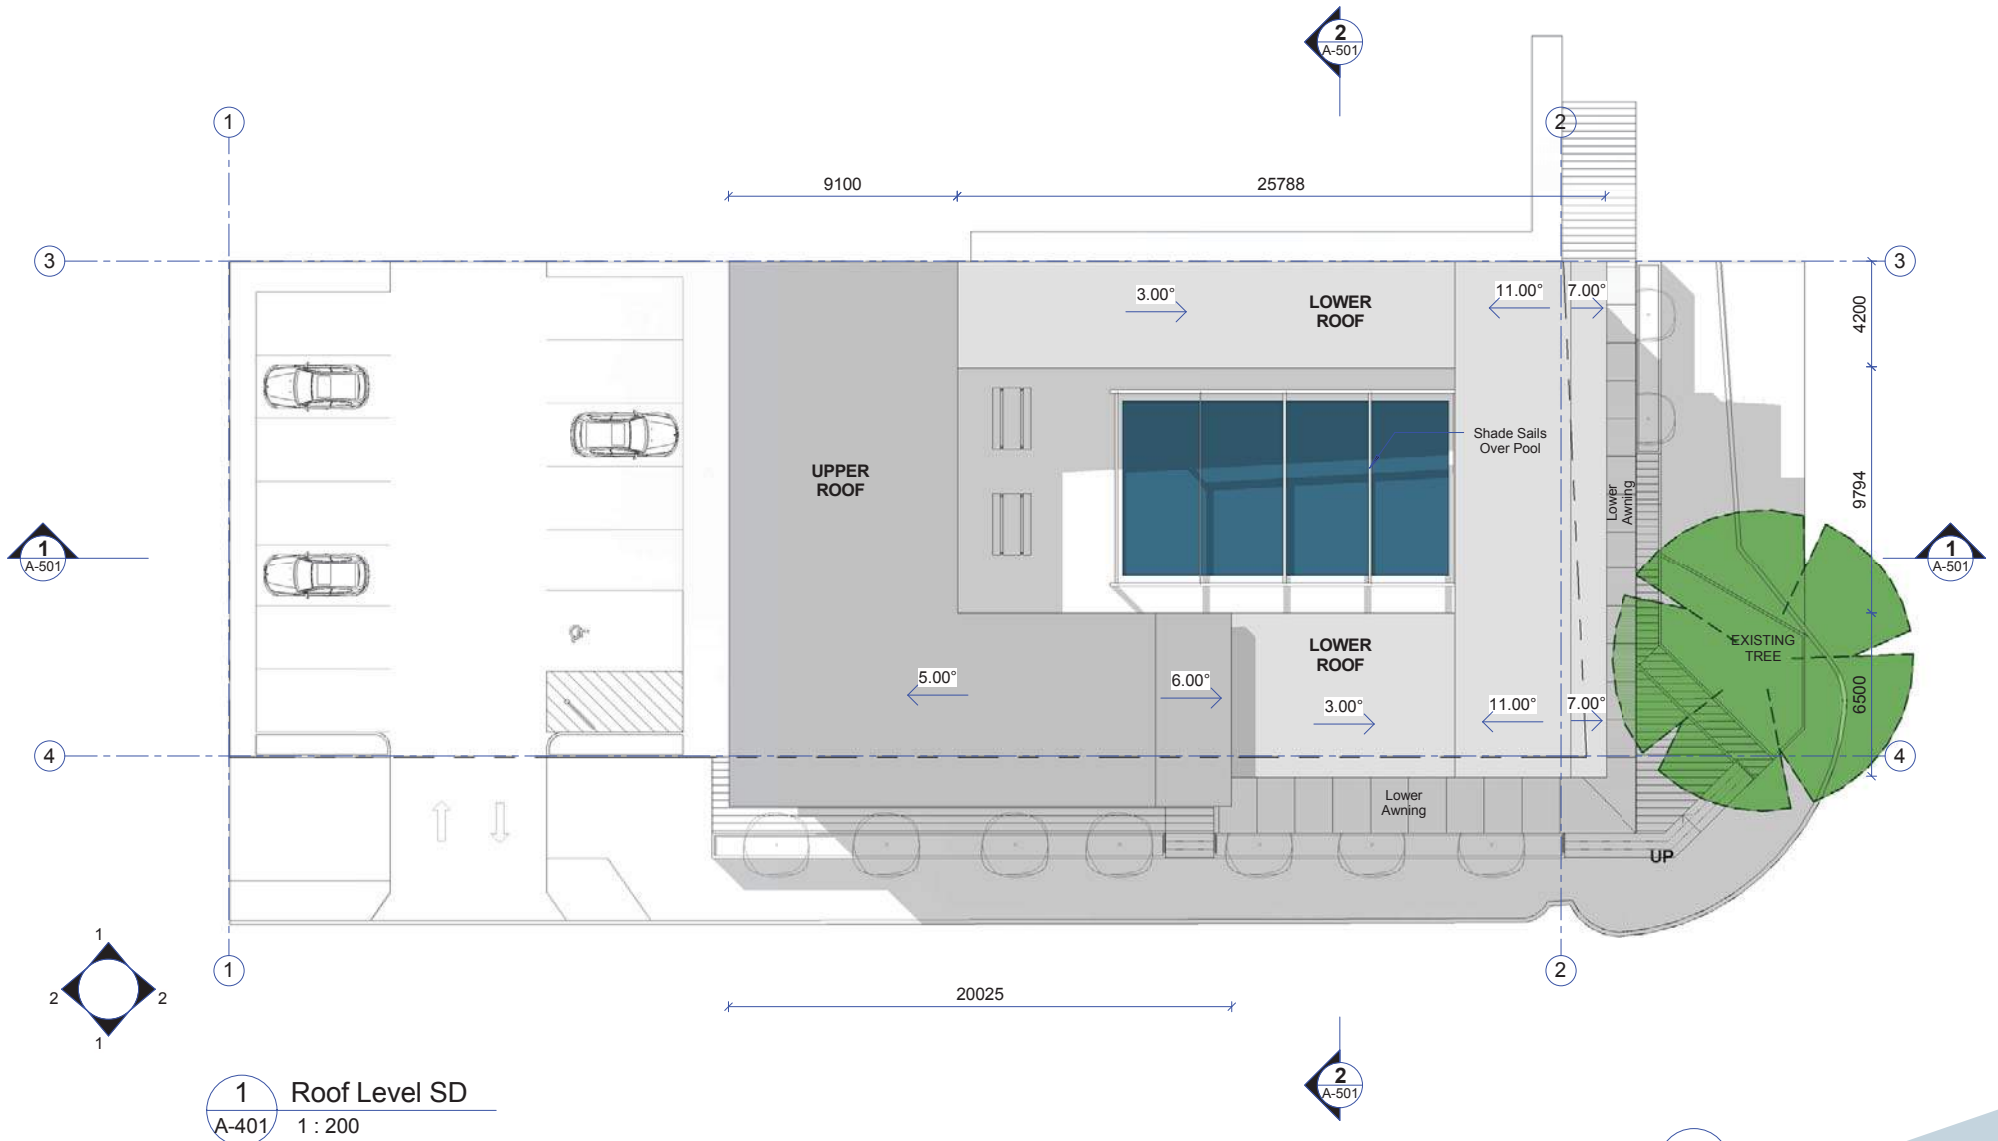 2
A-501
1
2
9100
25788
3
3
3.00°
LOWER
ROOF
11.00°
7.00°
4200
Shade Sails
Over Pool
UPPER
ROOF
Lower
Awning
9794
1
A-501
1
A-501
EXISTING
TREE
LOWER
ROOF
5.00°
6.00°
3.00°
11.00°
7.00°
6500
4
4
Lower
Awning
UP
1
2
2
1
1
2
20025
2
A-501
1
A-401
Roof Level SD
1 : 200